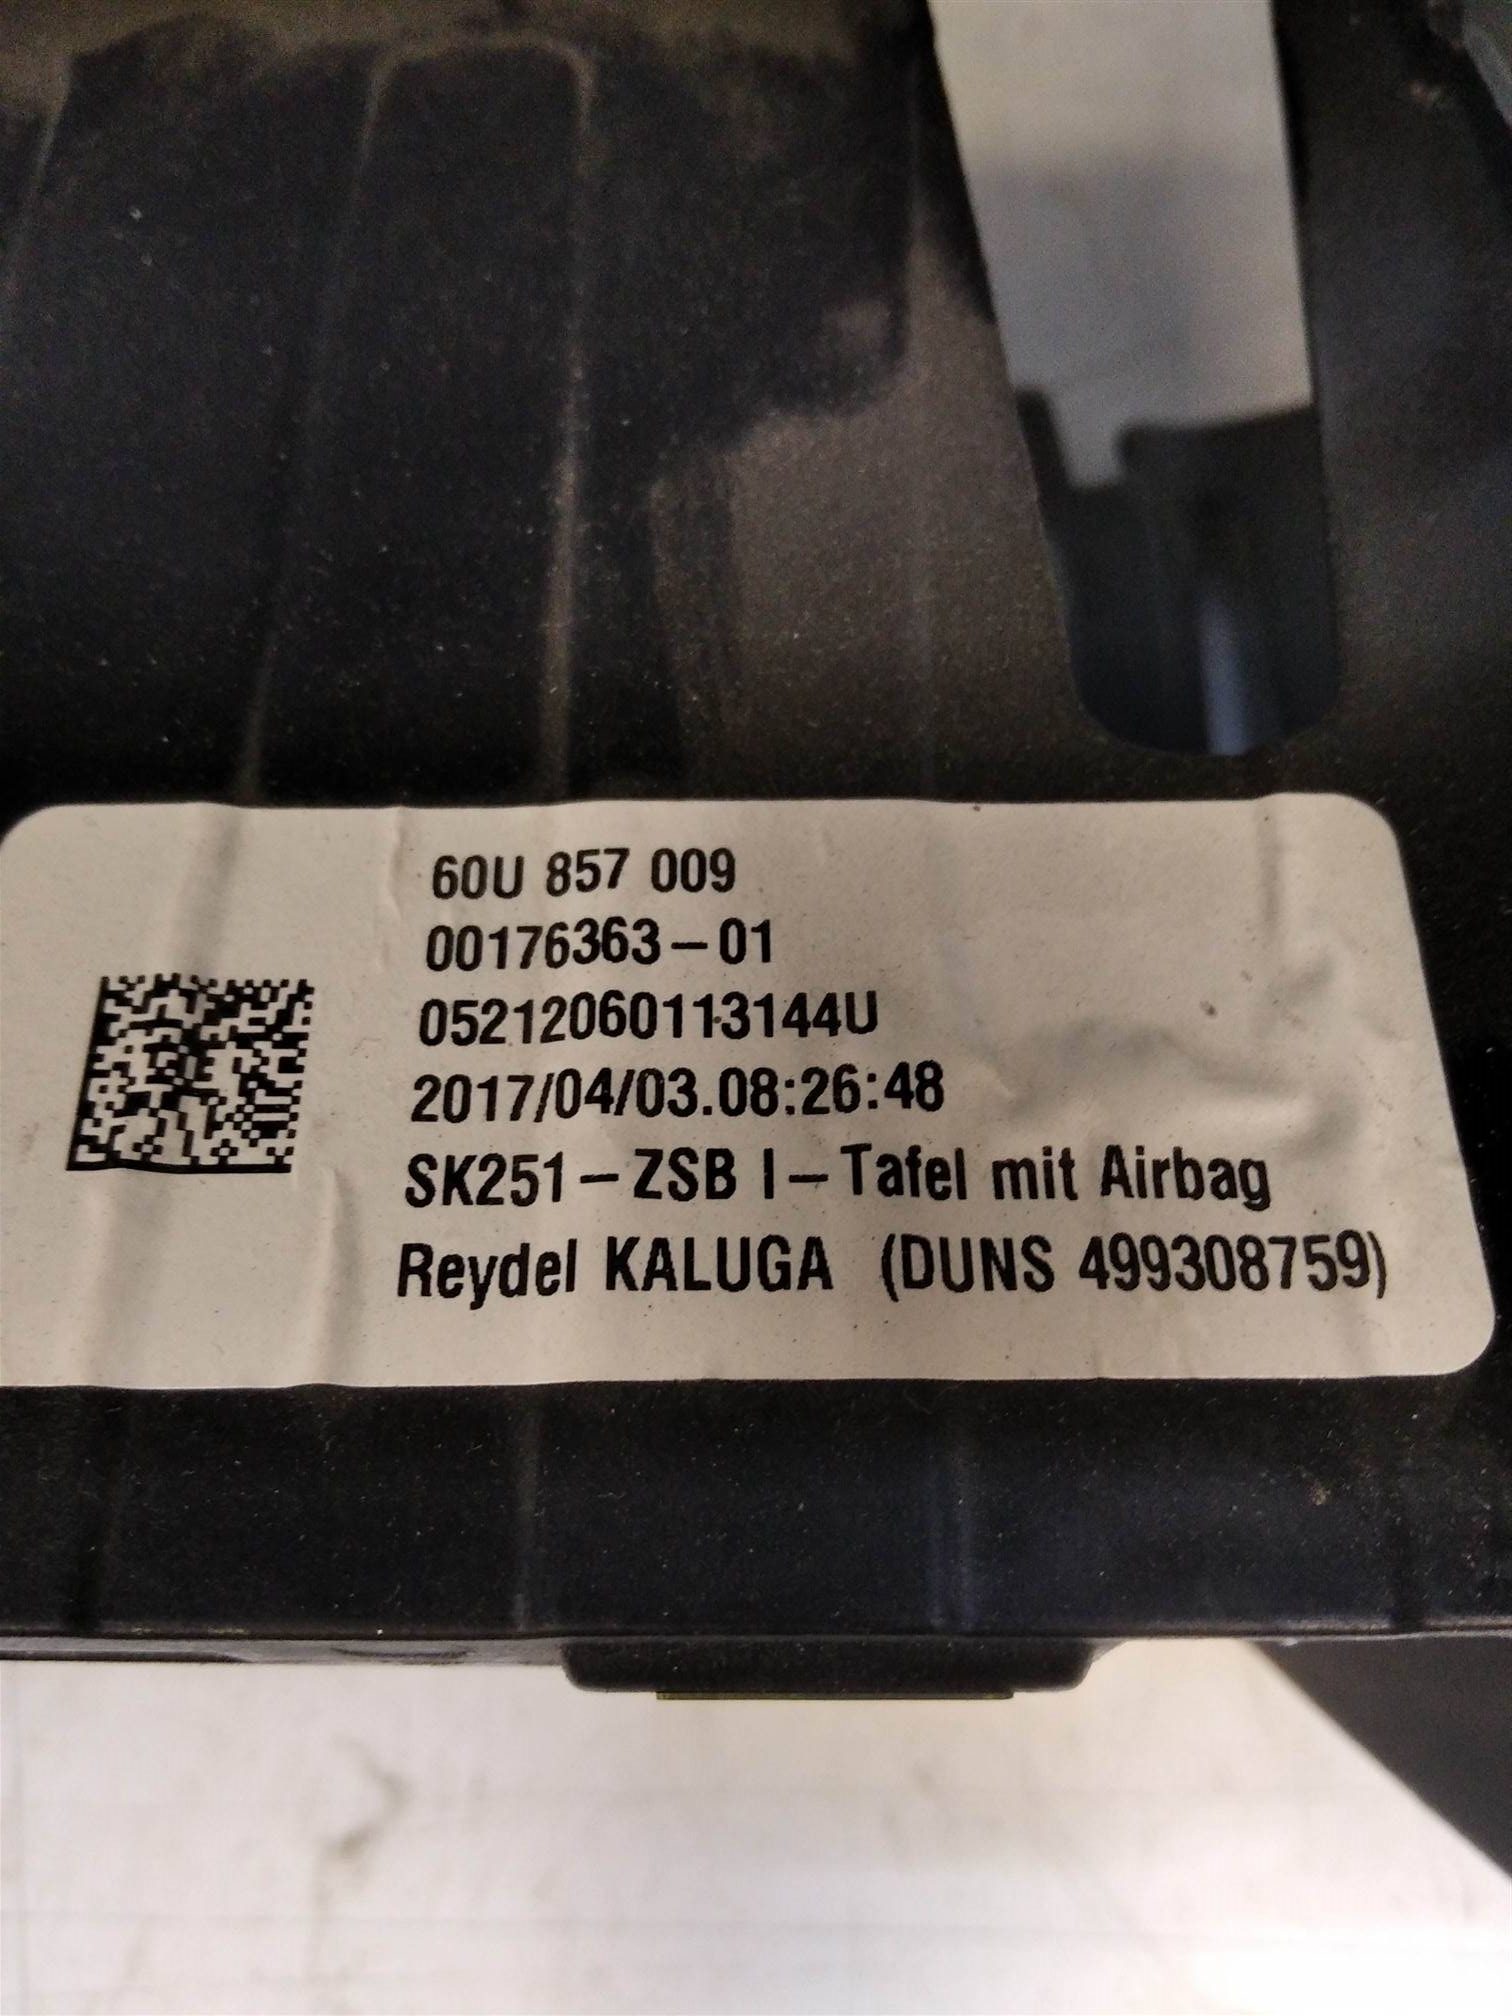 60U 857 009
00176363-01
05212060113144U
2017/04/03.08:26:48
SK251-ZSB I-Tafel mit Airbag
Reydel KALUGA (DUNS 499308759)